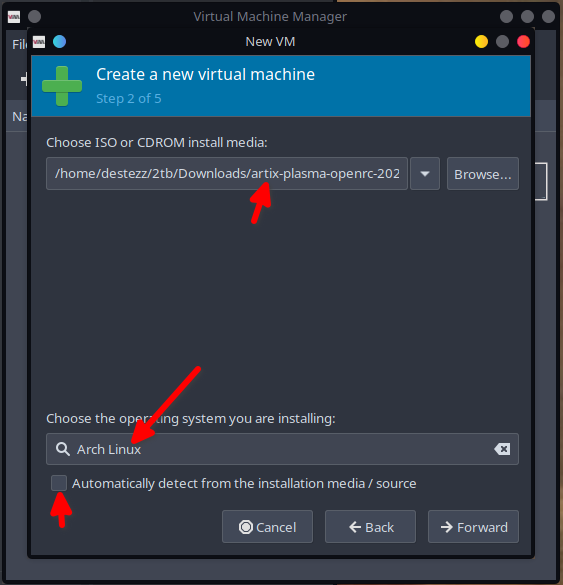 Virtual Machine Manager
New VM
File
Create a new virtual machine
Step 2 of 5
Choose ISO or CDROM install media:
/home/destezz/2tb/Downloads/artix-plasma-openrc-202
Browse...
Choose the operating system you are installing:
Arch Linux
Automatically detect from the installation media / source
Cancel
Back
Forward